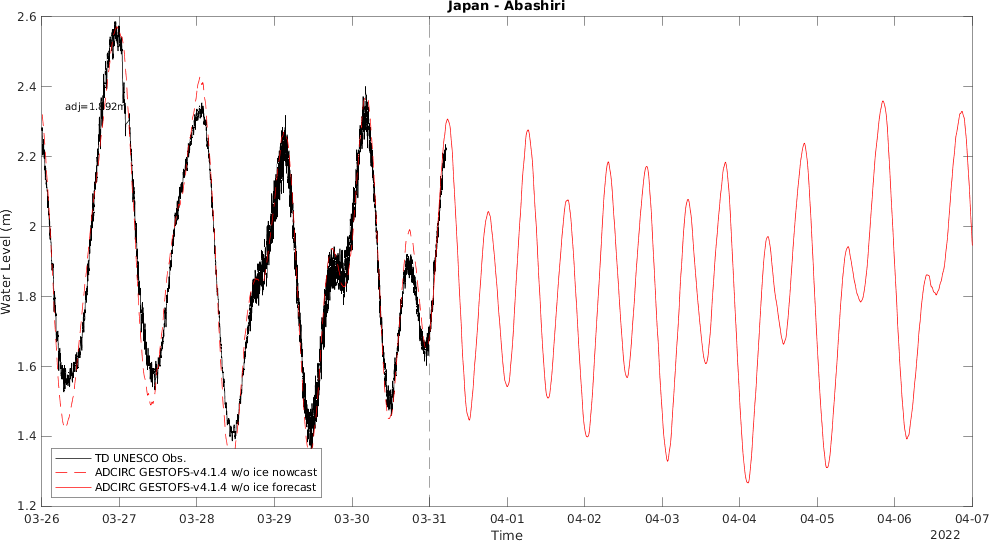 Japan - Abashiri
2.6
2.4
2.2
2
1.8
1.6
1.4
1.2
Water Level (m)
adj=1.892m
TD UNESCO Obs.
ADCIRC GESTOFS-v4.1.4 w/o ice nowcast
ADCIRC GESTOFS-v4.1.4 w/o ice forecast
03-26 03-27 03-28 03-29 03-30 03-31 04-01 04-02 04-03 04-04 04-05 04-06 04-07
Time
2022